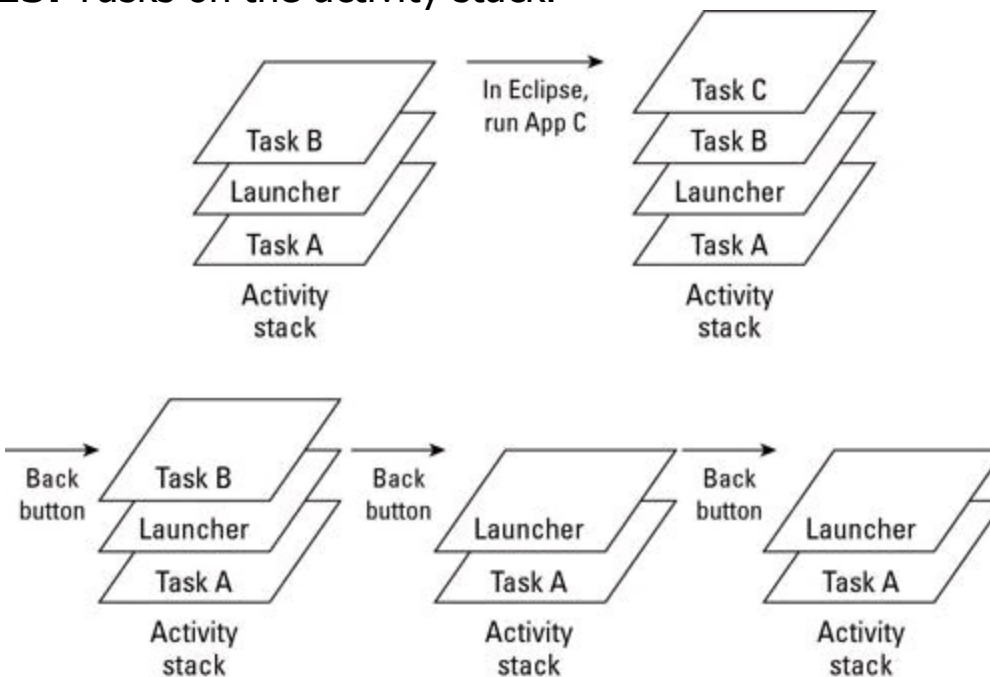 Tasks on the activity stack.
In Eclipse,
run App C
Task B
Launcher
Task A
Activity
stack
Task C
Task B
Launcher
Task A
Activity
stack
Back
button
Task B
Launcher
Task A
Activity
stack
Back
button
Launcher
Task A
Activity
stack
Back
button
Launcher
Task A
Activity
stack